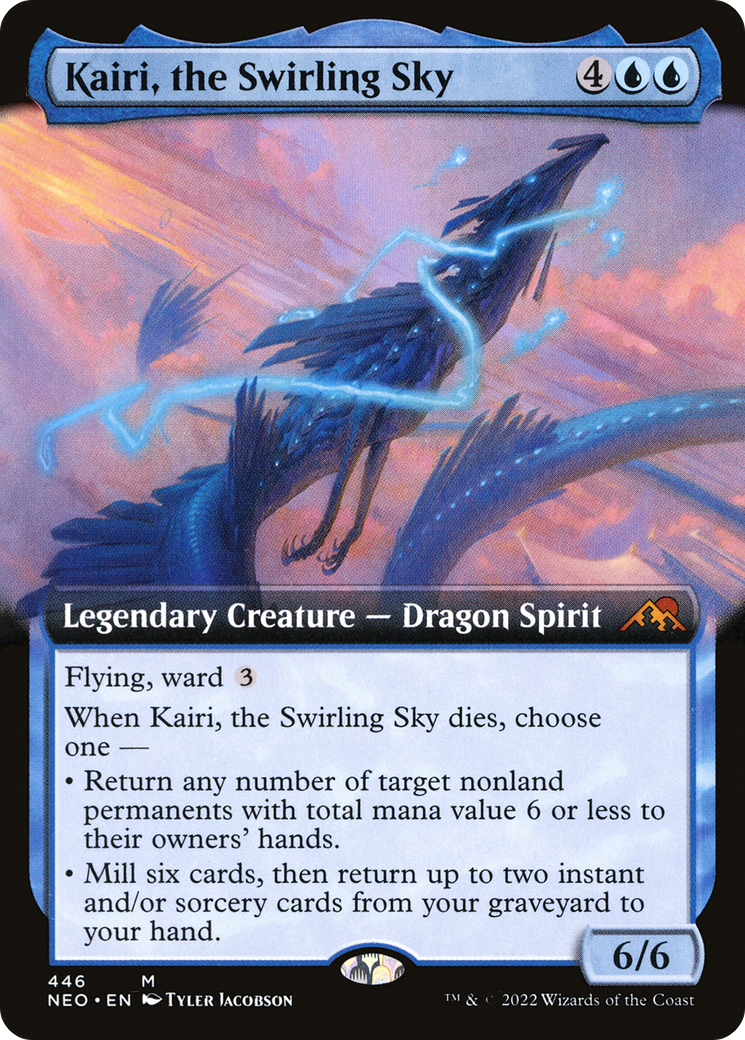 Kairi, the Swirling Sky 4
Legendary Creature — Dragon Spirit
Flying, ward 3
When Kairi, the Swirling Sky dies, choose
one —
• Return any number of target nonland
permanents with total mana value 6 or less to
their owners' hands.
• Mill six cards, then return up to two instant
and/or sorcery cards from your graveyard to
your hand.
6/6
446 M
NEO • EN Tyler Jacobson
™ & © 2022 Wizards of the Coast